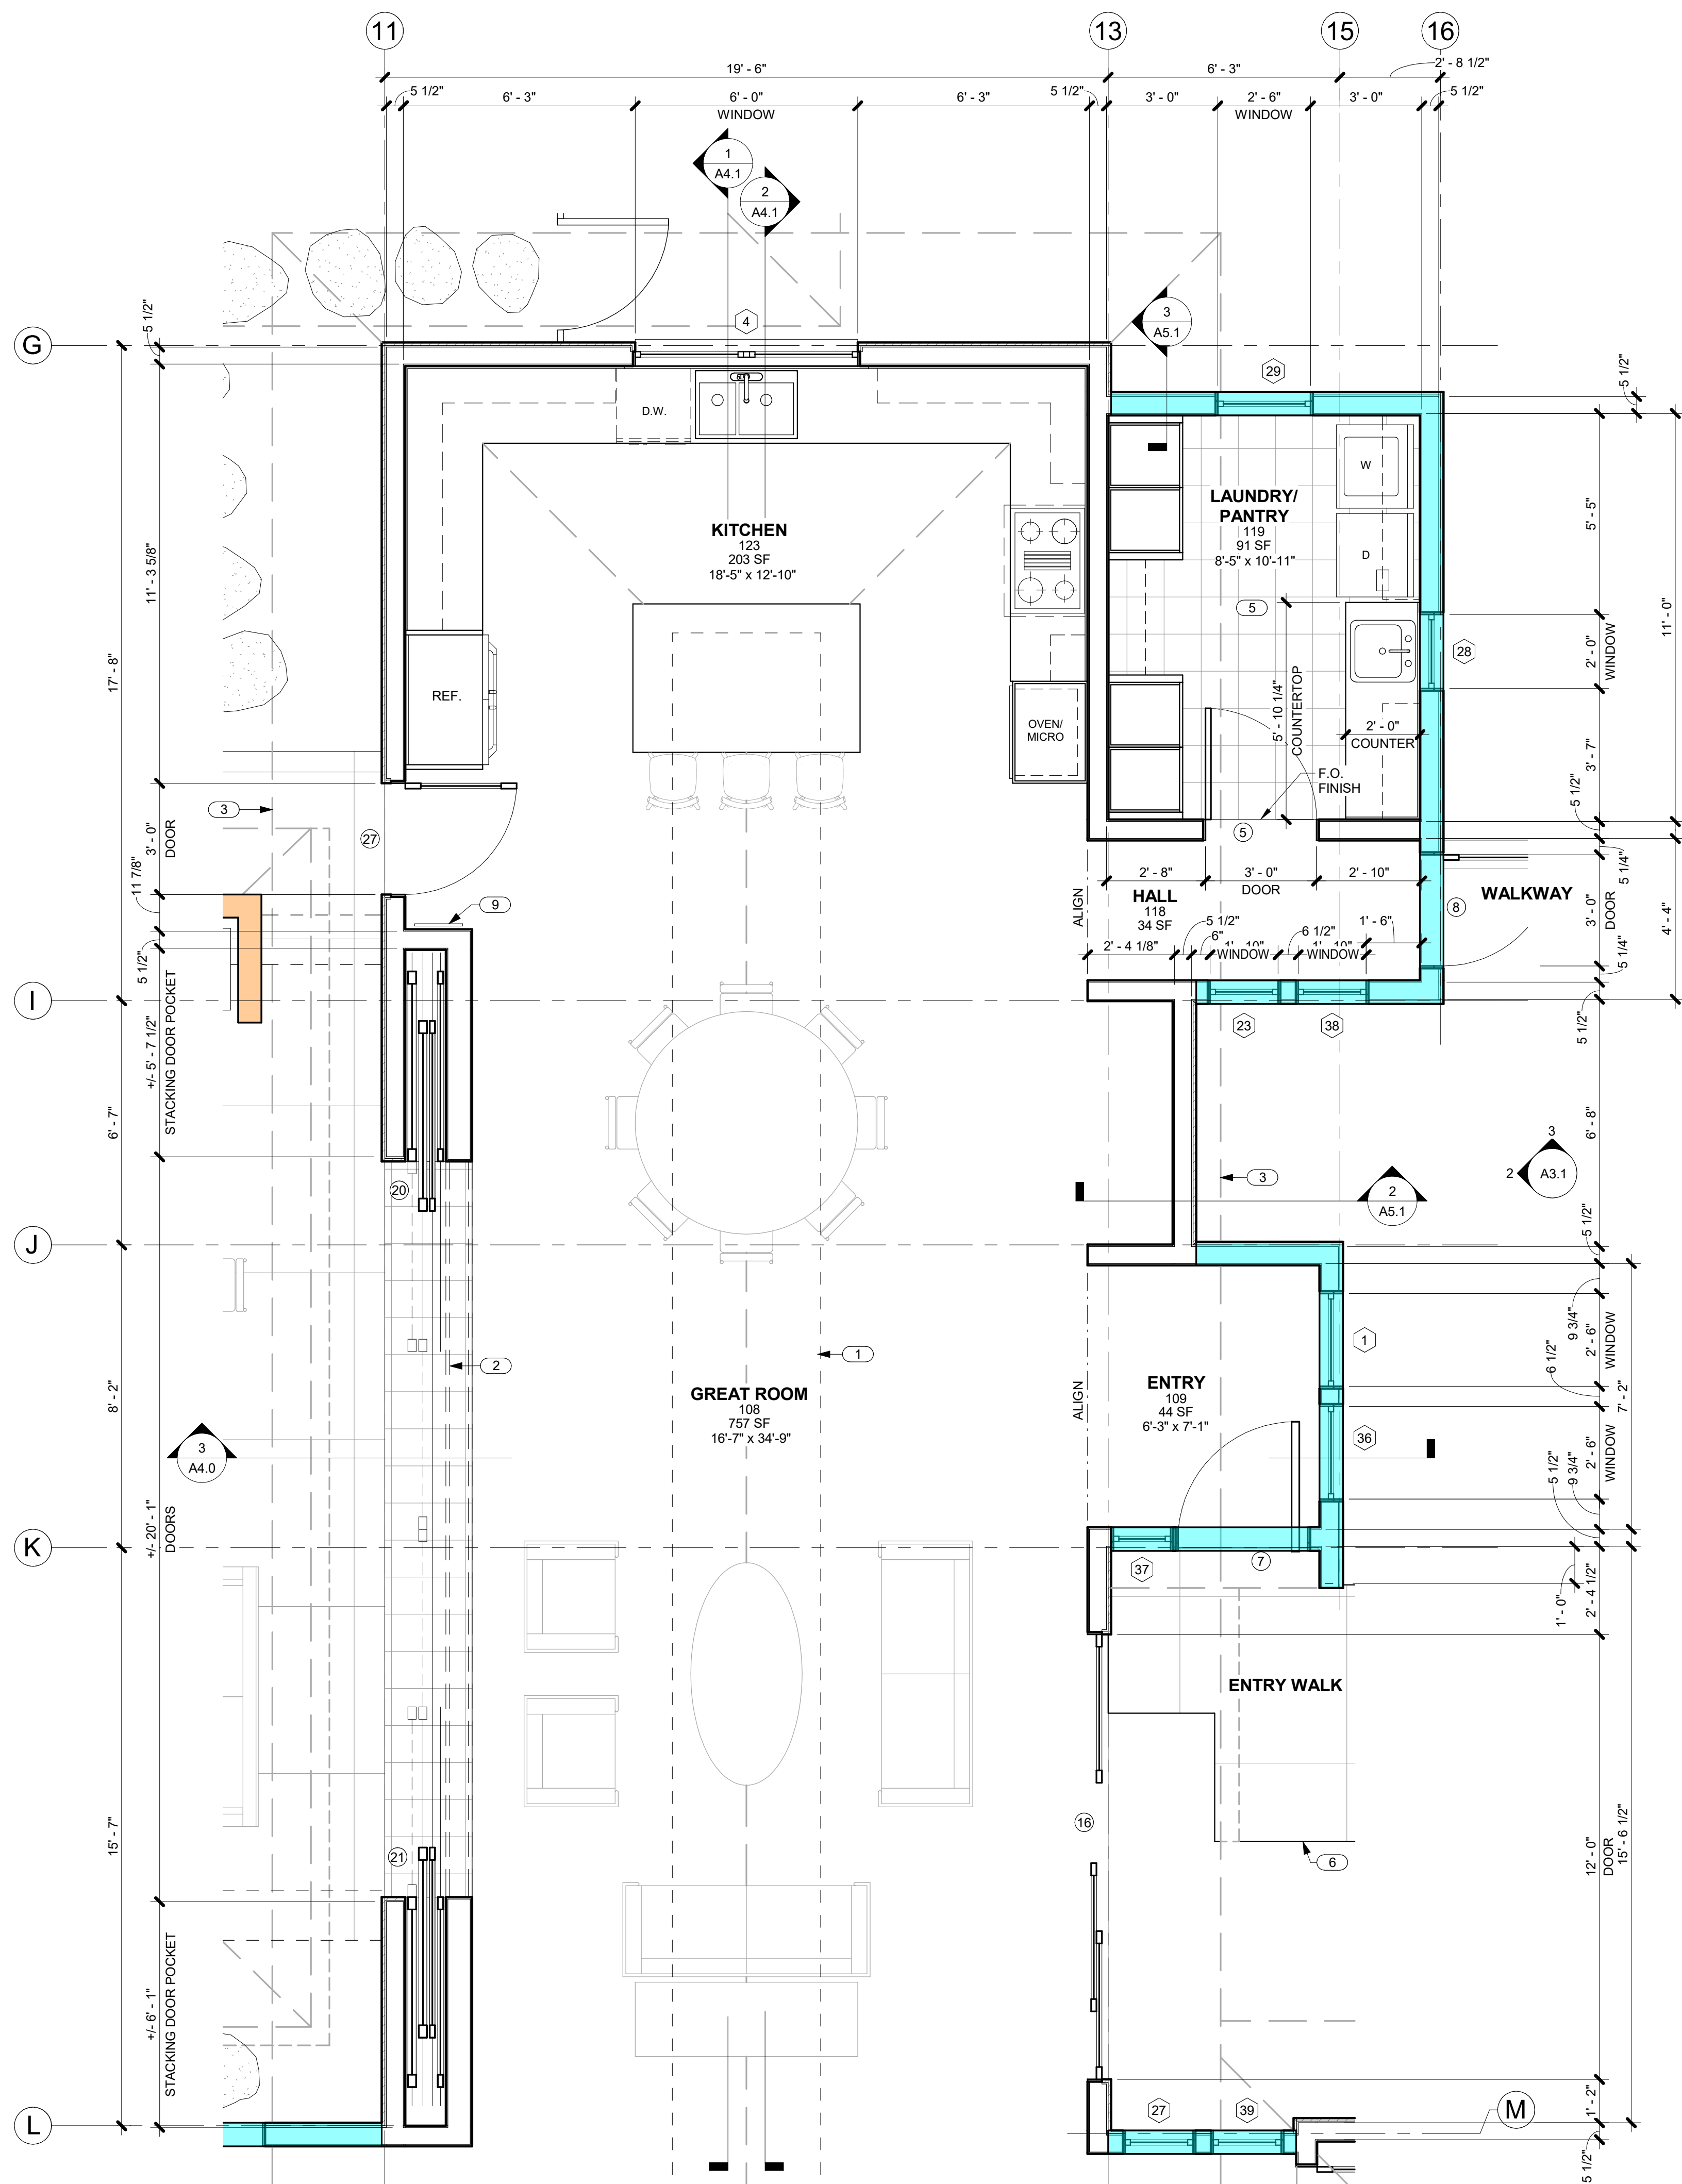 11
13
15
16
19' - 6"
6' - 3"
2' - 8 1/2"
5 1/2"
6' - 3"
6' - 0"
WINDOW
6' - 3"
5 1/2"
3' - 0"
2' - 6"
WINDOW
3' - 0"
5 1/2"
1
A4.1
2
A4.1
3
A5.1
G
5 1/2"
4
29
5 1/2"
D.W.
W
KITCHEN
123
203 SF
18'-5" x 12'-10"
LAUNDRY/
PANTRY
119
91 SF
8'-5" x 10'-11"
D
5' - 5"
11' - 3 5/8"
17' - 8"
11' - 0"
5
28
2' - 0"
WINDOW
REF.
OVEN/
MICRO
5' - 10 1/4"
COUNTERTOP
2' - 0"
COUNTER
3' - 7"
F.O.
FINISH
5 1/2"
3
27
3' - 0"
DOOR
5
11 7/8"
9
5 1/2"
ALIGN
2' - 8"
3' - 0"
DOOR
2' - 10"
HALL
118
34 SF
WALKWAY
8
5 1/4"
3' - 0"
DOOR
4' - 4"
5 1/4"
5 1/2"
6"
6 1/2"
1' - 6"
2' - 4 1/8"
1' - 10"
WINDOW
1' - 10"
WINDOW
I
23
38
5 1/2"
+/- 5' - 7 1/2"
STACKING DOOR POCKET
6' - 7"
6' - 8"
3
2
A3.1
20
3
2
A5.1
J
5 1/2"
9 3/4"
2' - 6"
WINDOW
1
6 1/2"
2
1
8' - 2"
7' - 2"
GREAT ROOM
108
757 SF
16'-7" x 34'-9"
ALIGN
ENTRY
109
44 SF
6'-3" x 7'-1"
36
2' - 6"
WINDOW
9 3/4"
5 1/2"
3
A4.0
+/- 20' - 1"
DOORS
K
37
7
1' - 0"
2' - 4 1/2"
ENTRY WALK
16
15' - 7"
21
6
12' - 0"
DOOR
15' - 6 1/2"
+/- 6' - 1"
STACKING DOOR POCKET
1' - 2"
27
39
M
L
5 1/2"